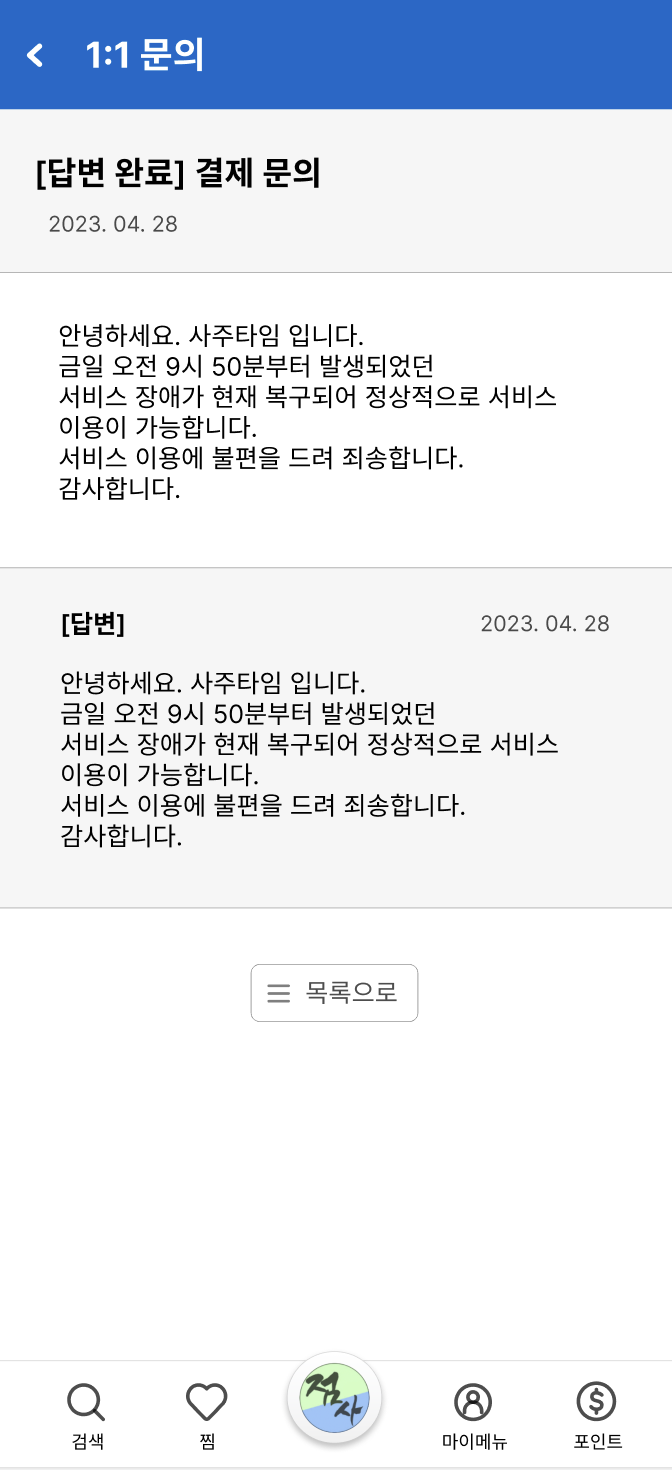 1:1 문의
[답변 완료] 결제 문의
2023. 04. 28
안녕하세요. 사주타임 입니다.
금일 오전 9시 50분부터 발생되었던
서비스 장애가 현재 복구되어 정상적으로 서비스
이용이 가능합니다.
서비스 이용에 불편을 드려 죄송합니다.
감사합니다.
[답변] 2023. 04. 28
안녕하세요. 사주타임 입니다.
금일 오전 9시 50분부터 발생되었던
서비스 장애가 현재 복구되어 정상적으로 서비스
이용이 가능합니다.
서비스 이용에 불편을 드려 죄송합니다.
감사합니다.
목록으로
점사
검색 찜 마이메뉴 포인트